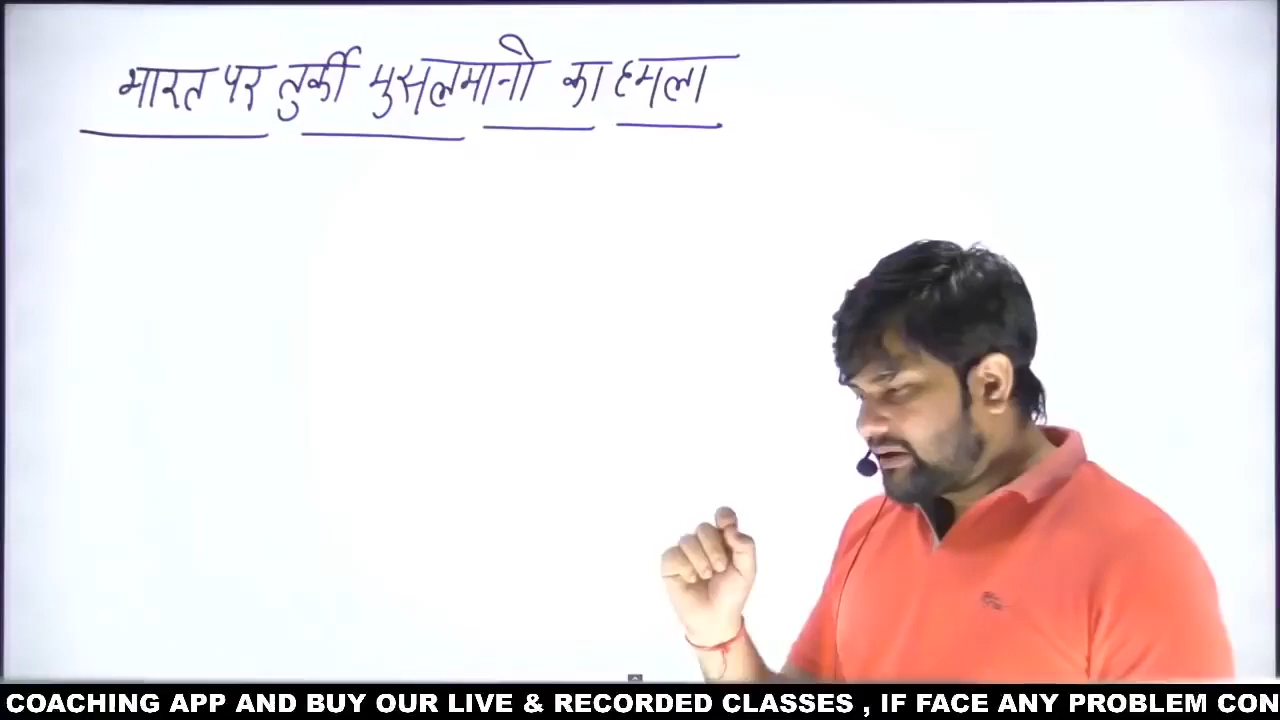 भारत पर तुर्की मुसलमानो का हमला
COACHING APP AND BUY OUR LIVE & RECORDED CLASSES , IF FACE ANY PROBLEM CON